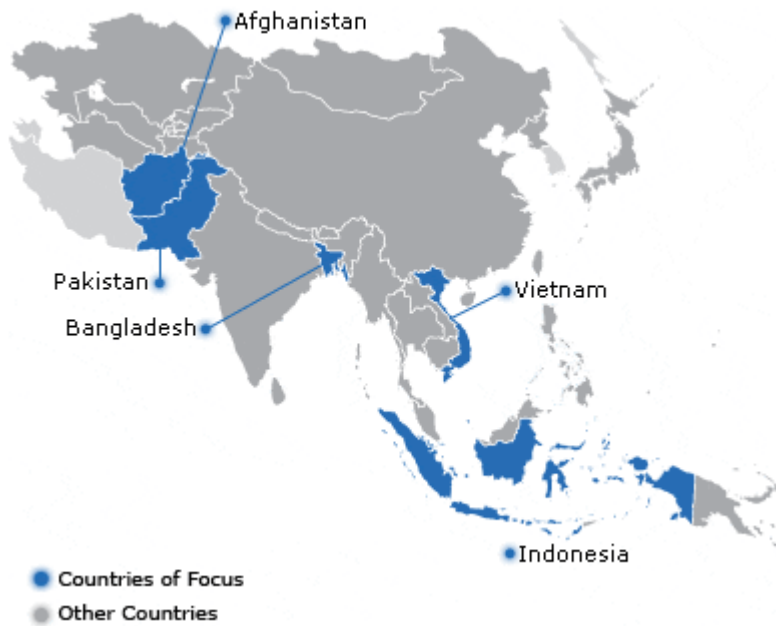 Afghanistan
Pakistan
Vietnam
Bangladesh
Indonesia
Countries of Focus
Other Countries